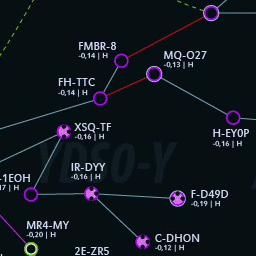 FMBR-8
-0,14 | H
MQ-O27
-0,13 | H
FH-TTC
-0,14 | H
H-EY0P
-0,16 | H
XSQ-TF
-0,16 | H
IR-DYY
-0,16 | H
-1EOH
17 | H
F-D49D
-0,19 | H
MR4-MY
-0,20 | H
C-DHON
-0,12 | H
2E-ZR5